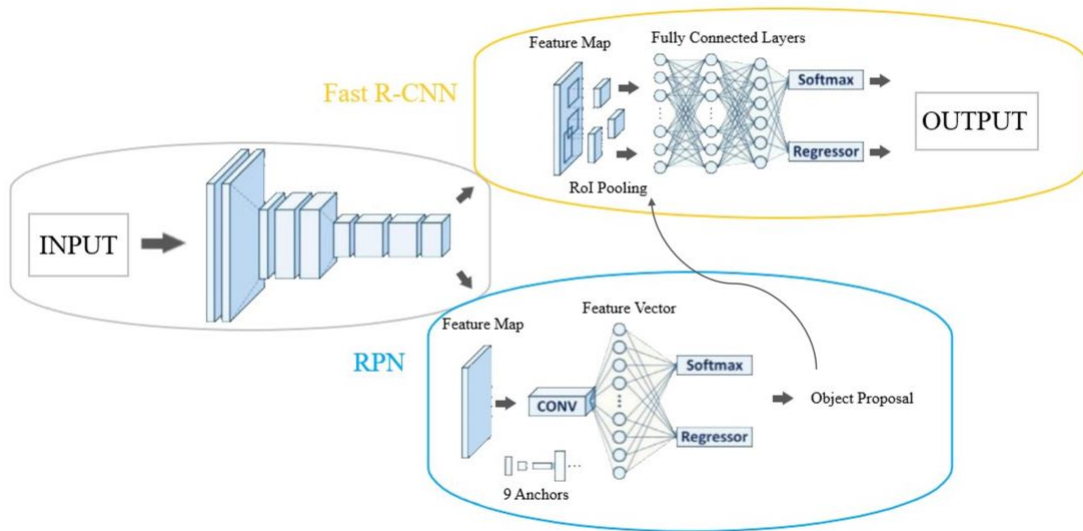 Feature Map
Fully Connected Layers
Fast R-CNN
Softmax
OUTPUT
Regressor
RoI Pooling
INPUT
Feature Map
Feature Vector
RPN
Softmax
CONV
Object Proposal
Regressor
9 Anchors